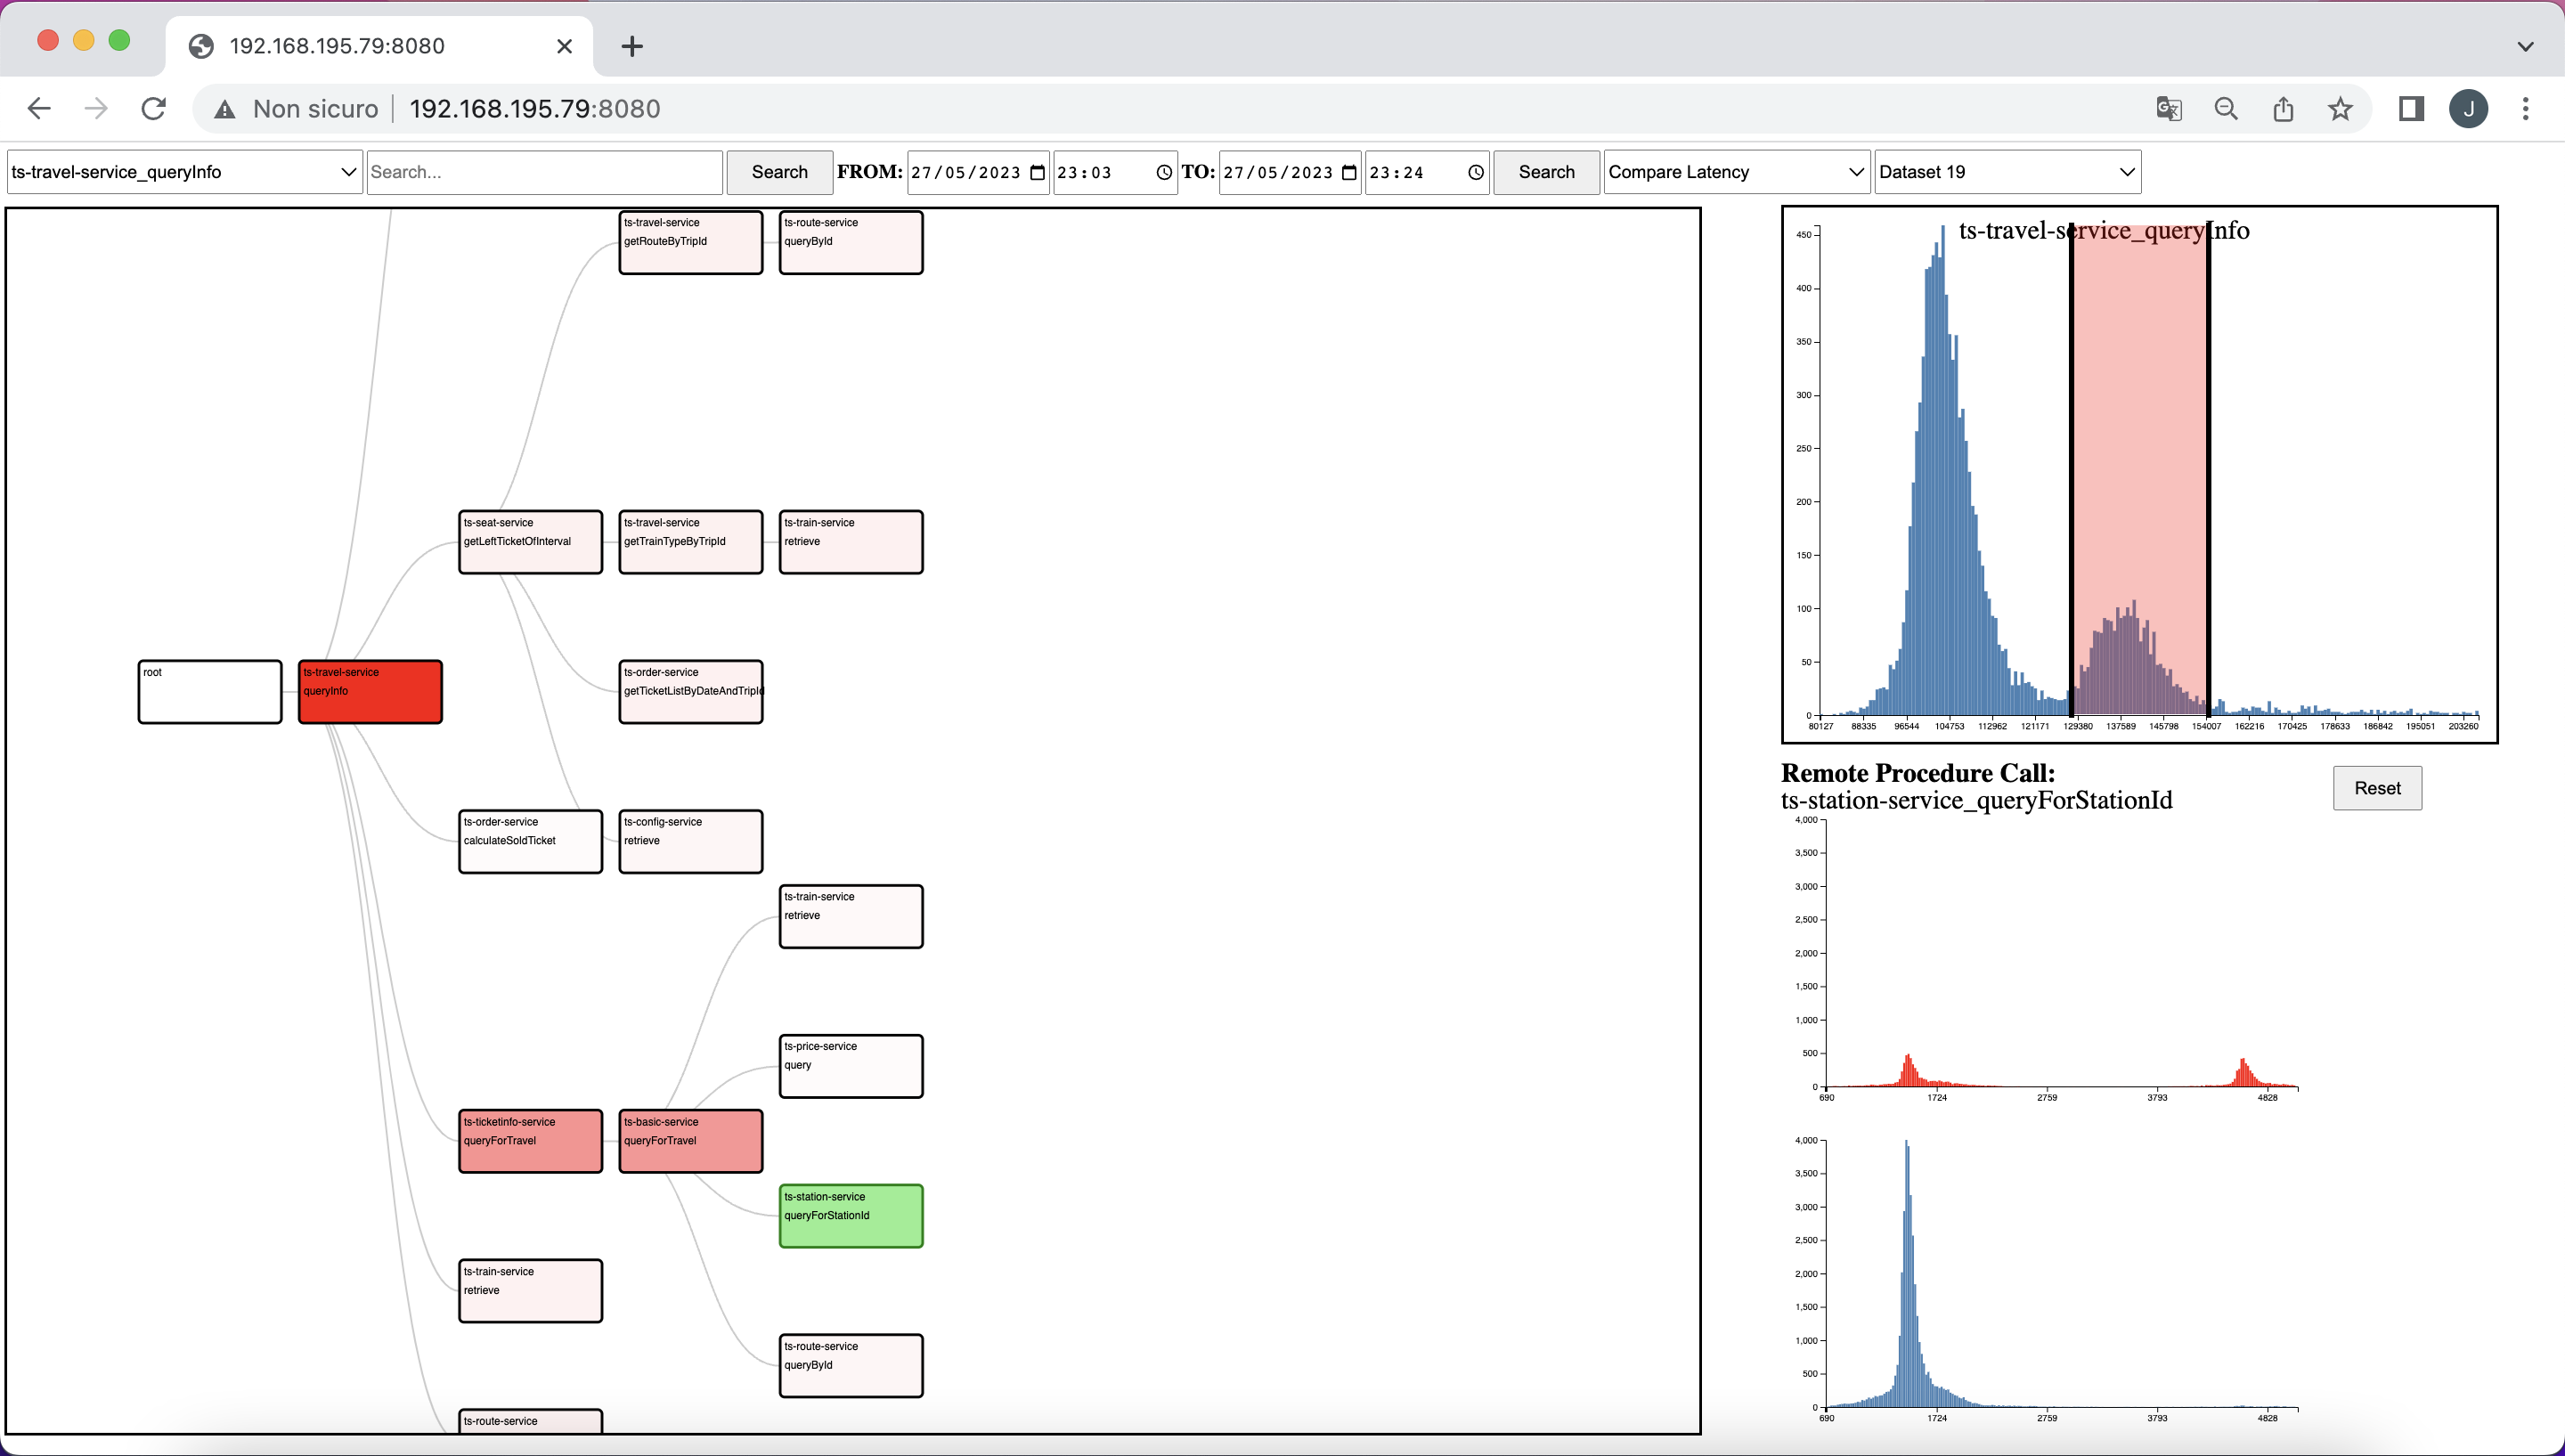 192.168.195.79:8080
Non sicuro 192.168.195.79:8080
J
ts-travel-service_queryInfo Search... Search FROM: 27/05/2023 23:03 TO: 27/05/2023 23:24 Search Compare Latency Dataset 19
ts-travel-service
getRouteByTripId
ts-route-service
queryById
ts-seat-service
getLeftTicketOfInterval
ts-travel-service
getTrainTypeByTripId
ts-train-service
retrieve
root
ts-travel-service
queryInfo
ts-order-service
getTicketListByDateAndTripId
ts-order-service
calculateSoldTicket
ts-config-service
retrieve
ts-train-service
retrieve
ts-price-service
query
ts-ticketinfo-service
queryForTravel
ts-basic-service
queryForTravel
ts-station-service
queryForStationId
ts-train-service
retrieve
ts-route-service
queryById
ts-route-service
ts-travel-service_queryInfo
450
400
350
300
250
200
150
100
50
0
80127 88335 96544 104753 112962 121171 129380 137589 145798 154007 162216 170425 178633 186842 195051 203260
Remote Procedure Call:
ts-station-service_queryForStationId
Reset
4,000
3,500
3,000
2,500
2,000
1,500
1,000
500
0
690 1724 2759 3793 4828
4,000
3,500
3,000
2,500
2,000
1,500
1,000
500
0
690 1724 2759 3793 4828